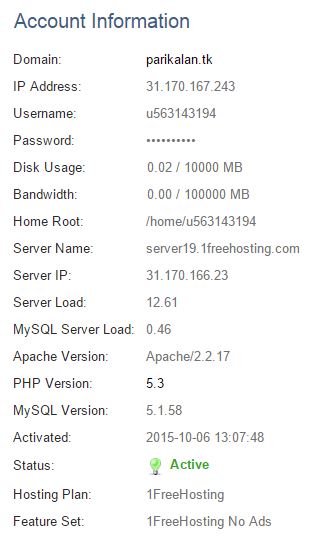 Account Information
Domain: parikalan.tk
IP Address: 31.170.167.243
Username: u563143194
Password: ••••••••••
Disk Usage: 0.02 / 10000 MB
Bandwidth: 0.00 / 100000 MB
Home Root: /home/u563143194
Server Name: server19.1freehosting.com
Server IP: 31.170.166.23
Server Load: 12.61
MySQL Server Load: 0.46
Apache Version: Apache/2.2.17
PHP Version: 5.3
MySQL Version: 5.1.58
Activated: 2015-10-06 13:07:48
Status: Active
Hosting Plan: 1FreeHosting
Feature Set: 1FreeHosting No Ads